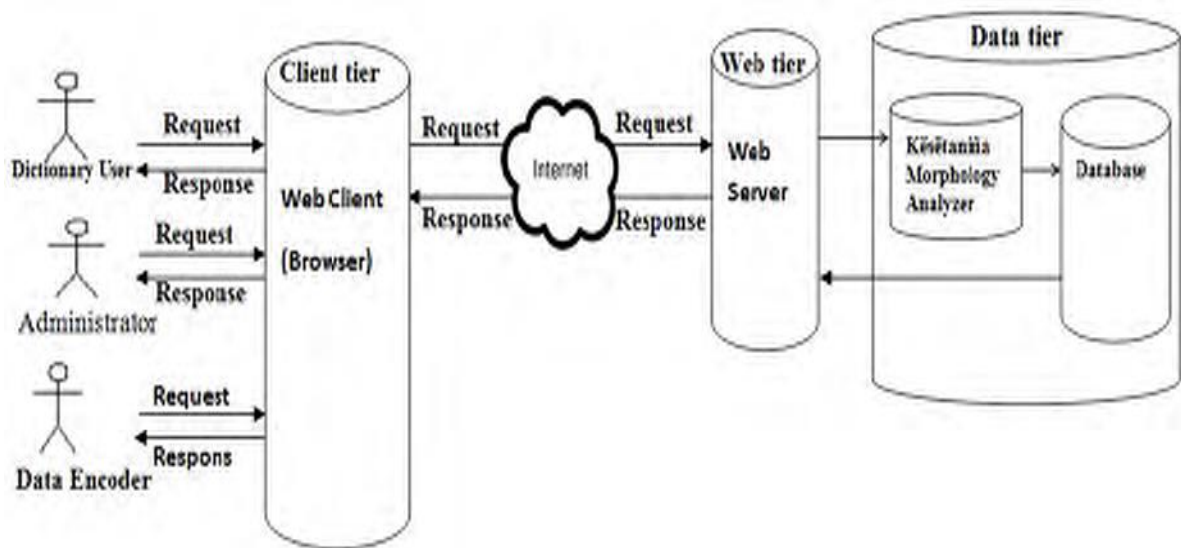 Client tier
Web tier
Data tier
Request
Response
Dictionary User
Request
Response
Administrator
Request
Respons
Data Encoder
Web Client
(Browser)
Request
Response
Internet
Request
Response
Web
Server
Kësëtaniña
Morphology
Analyzer
Database